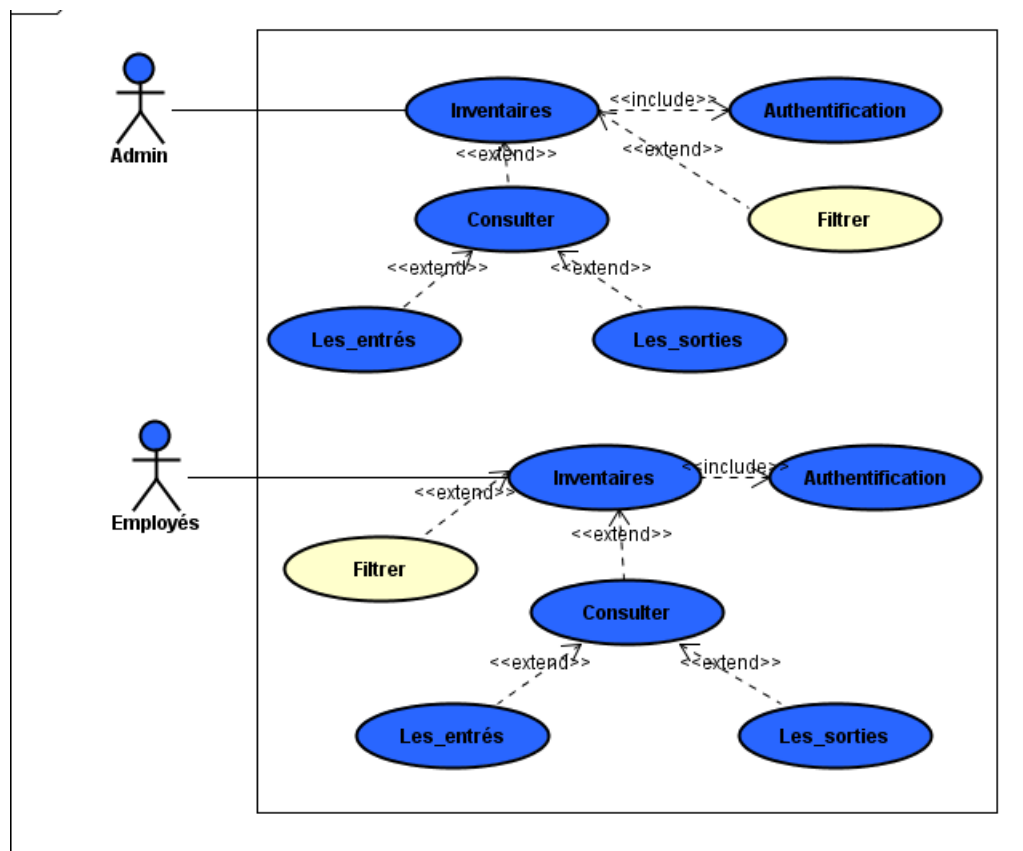 Inventaires
<<include>>
Authentification
Admin
<<extend>>
<<extend>>
Consulter
Filtrer
<<extend>>
<<extend>>
Les_entrés
Les_sorties
Inventaires
<<include>>
Authentification
Employés
<<extend>>
<<extend>>
Filtrer
Consulter
<<extend>>
<<extend>>
Les_entrés
Les_sorties